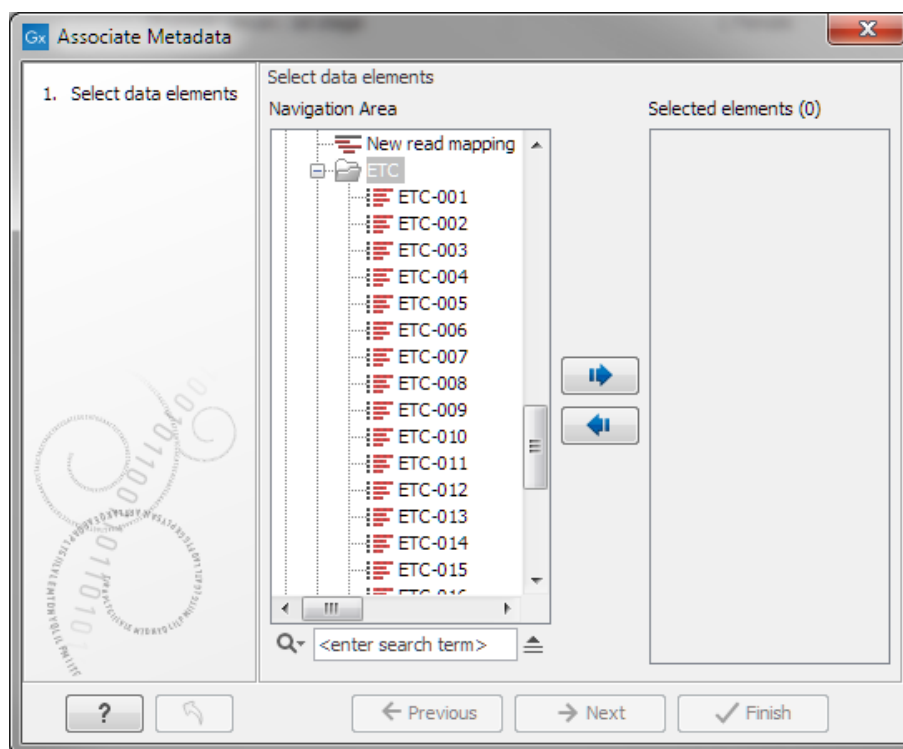 Gx Associate Metadata
1. Select data elements
Select data elements
Navigation Area
Selected elements (0)
New read mapping
ETC
ETC-001
ETC-002
ETC-003
ETC-004
ETC-005
ETC-006
ETC-007
ETC-008
ETC-009
ETC-010
ETC-011
ETC-012
ETC-013
ETC-014
ETC-015
ETC-016
<enter search term>
?
Previous
Next
Finish